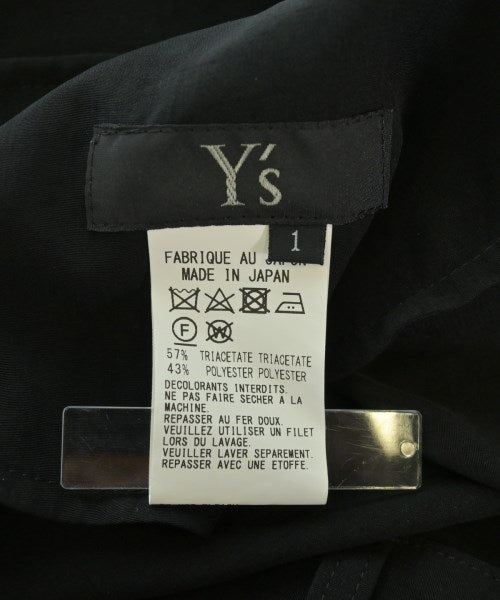 Y's
1
FABRIQUE AU JAPON
MADE IN JAPAN
F W
57% TRIACETATE TRIACETATE
43% POLYESTER POLYESTER
DECOLORANTS INTERDITS.
NE PAS FAIRE SECHER A LA
MACHINE.
REPASSER AU FER DOUX.
VEUILLEZ UTILISER UN FILET
LORS DU LAVAGE.
VEUILLER LAVER SEPAREMENT.
REPASSER AVEC UNE ETOFFE.